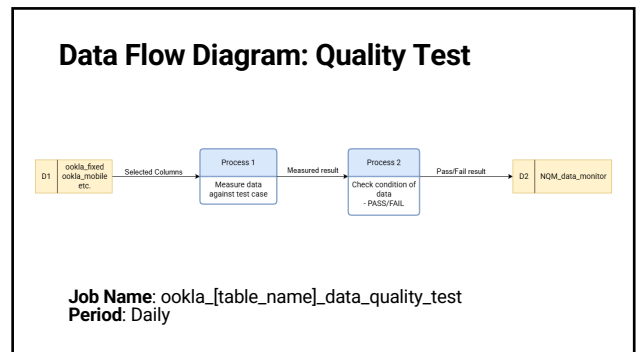 Data Flow Diagram: Quality Test
D1
ookla_fixed
ookla_mobile
etc.
Selected Columns
Process 1
Measure data
against test case
Measured result
Process 2
Check condition of
data
- PASS/FAIL
Pass/Fail result
D2
NQM_data_monitor
Job Name: ookla_[table_name]_data_quality_test
Period: Daily